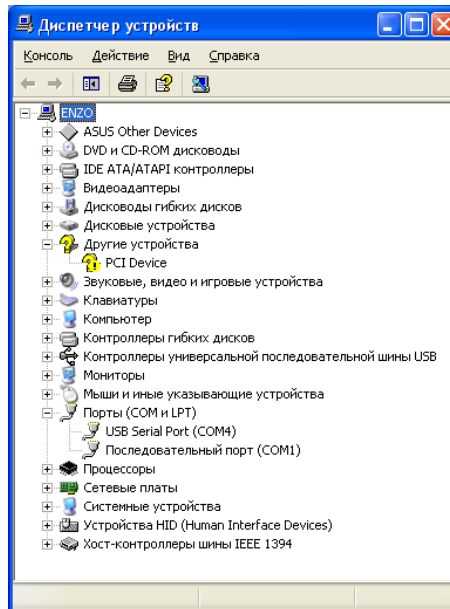 Диспетчер устройств
Консоль Действие Вид Справка
ENZO
ASUS Other Devices
DVD и CD-ROM дисководы
IDE ATA/ATAPI контроллеры
Видеоадаптеры
Дисководы гибких дисков
Дисковые устройства
Другие устройства
PCI Device
Звуковые, видео и игровые устройства
Клавиатуры
Компьютер
Контроллеры гибких дисков
Контроллеры универсальной последовательной шины USB
Мониторы
Мыши и иные указывающие устройства
Порты (COM и LPT)
USB Serial Port (COM4)
Последовательный порт (COM1)
Процессоры
Сетевые платы
Системные устройства
Устройства HID (Human Interface Devices)
Хост-контроллеры шины IEEE 1394